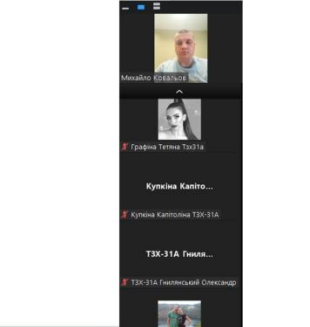 Михайло Ковальов
Графіна Тетяна Тзх31а
Купкіна Капіто...
Купкіна Капітоліна ТЗХ-31А
ТЗХ-31А Гниля...
ТЗХ-31А Гнилянський Олександр